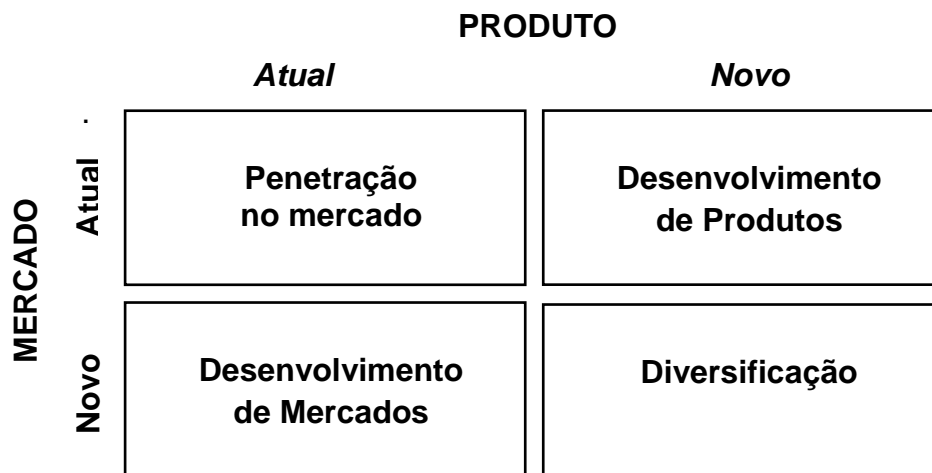 PRODUTO
Atual
Novo
MERCADO
Atual
Penetração
no mercado
Desenvolvimento
de Produtos
Novo
Desenvolvimento
de Mercados
Diversificação